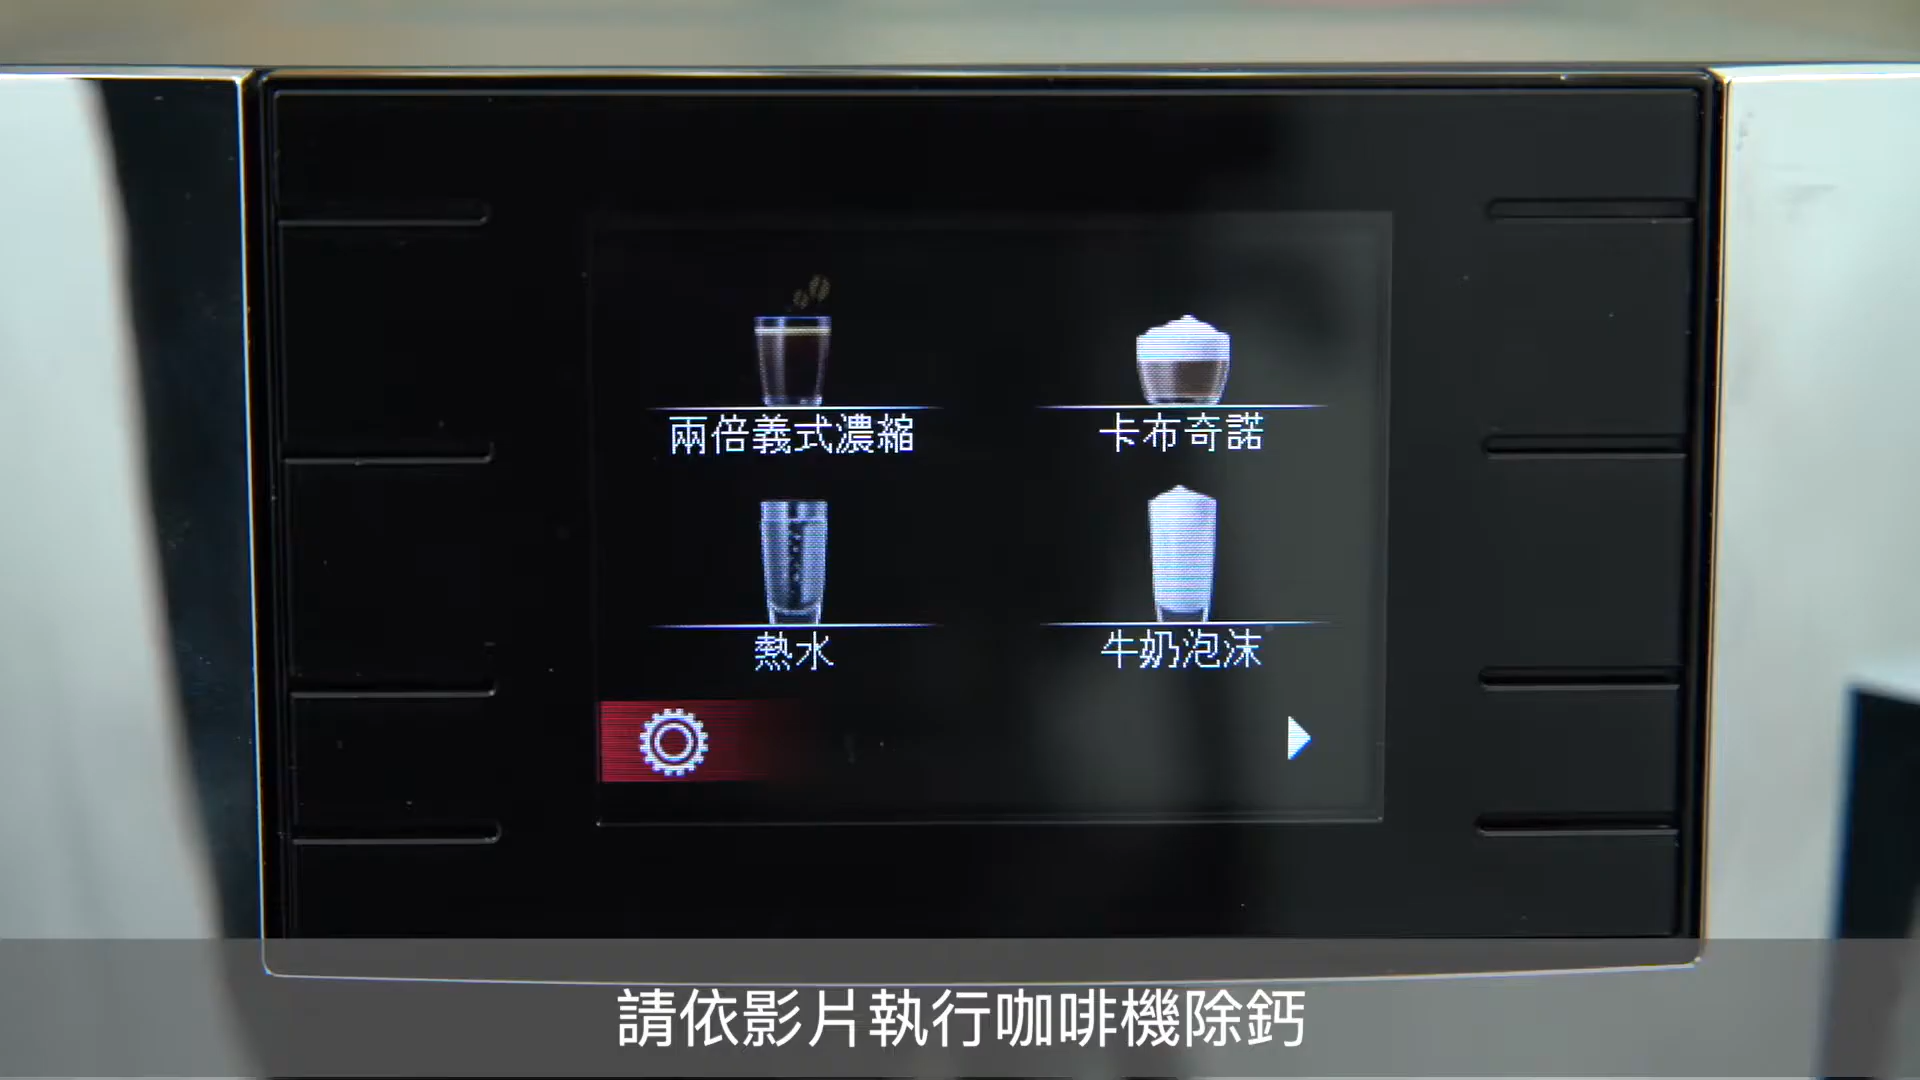 兩倍義式濃縮
卡布奇諾
熱水
牛奶泡沫
請依影片執行咖啡機除鈣